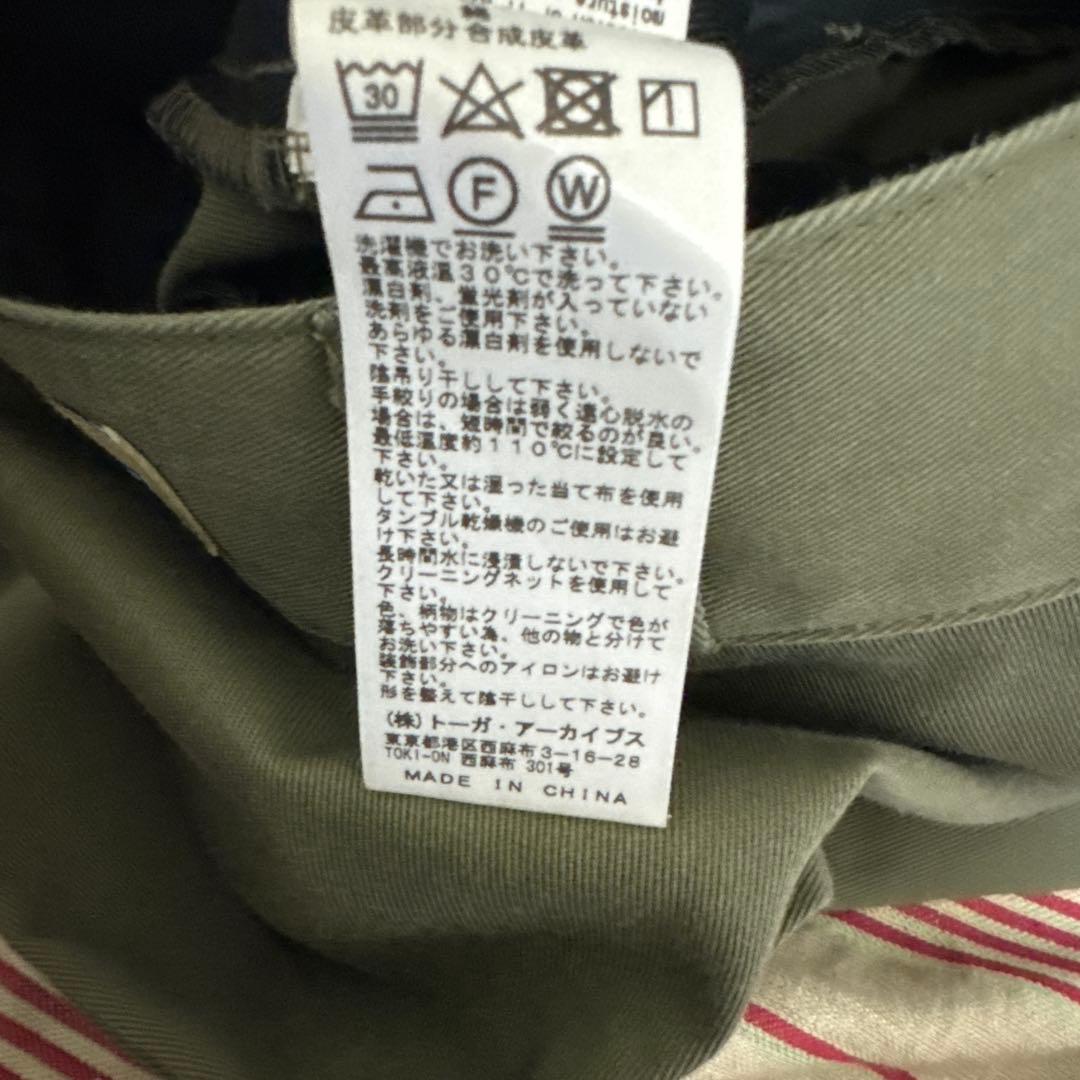 moisture
皮革部分合成皮革
30
F W
洗濯機でお洗い下さい。
最高液温30℃で洗って下さい。
漂白剤、蛍光剤が入っていない
洗剤をご使用下さい。
あらゆる漂白剤を使用しないで
下さい。
陰吊り干しして下さい。
手絞りの場合は弱く遠心脱水の
場合は、短時間で絞るのが良い。
最低温度約110℃に設定して
下さい。
乾いた又は湿った当て布を使用
して下さい。
タンブル乾燥機のご使用はお避
け下さい。
長時間水に浸漬しないで下さい。
クリーニングネットを使用して
下さい。
色、柄物はクリーニングで色が
落ちやすい為、他の物と分けて
お洗い下さい。
装飾部分へのアイロンはお避け
下さい。
形を整えて陰干しして下さい。
(株)トーガ・アーカイブス
東京都港区西麻布3-16-28
TOKI-ON 西麻布 301号
MADE IN CHINA